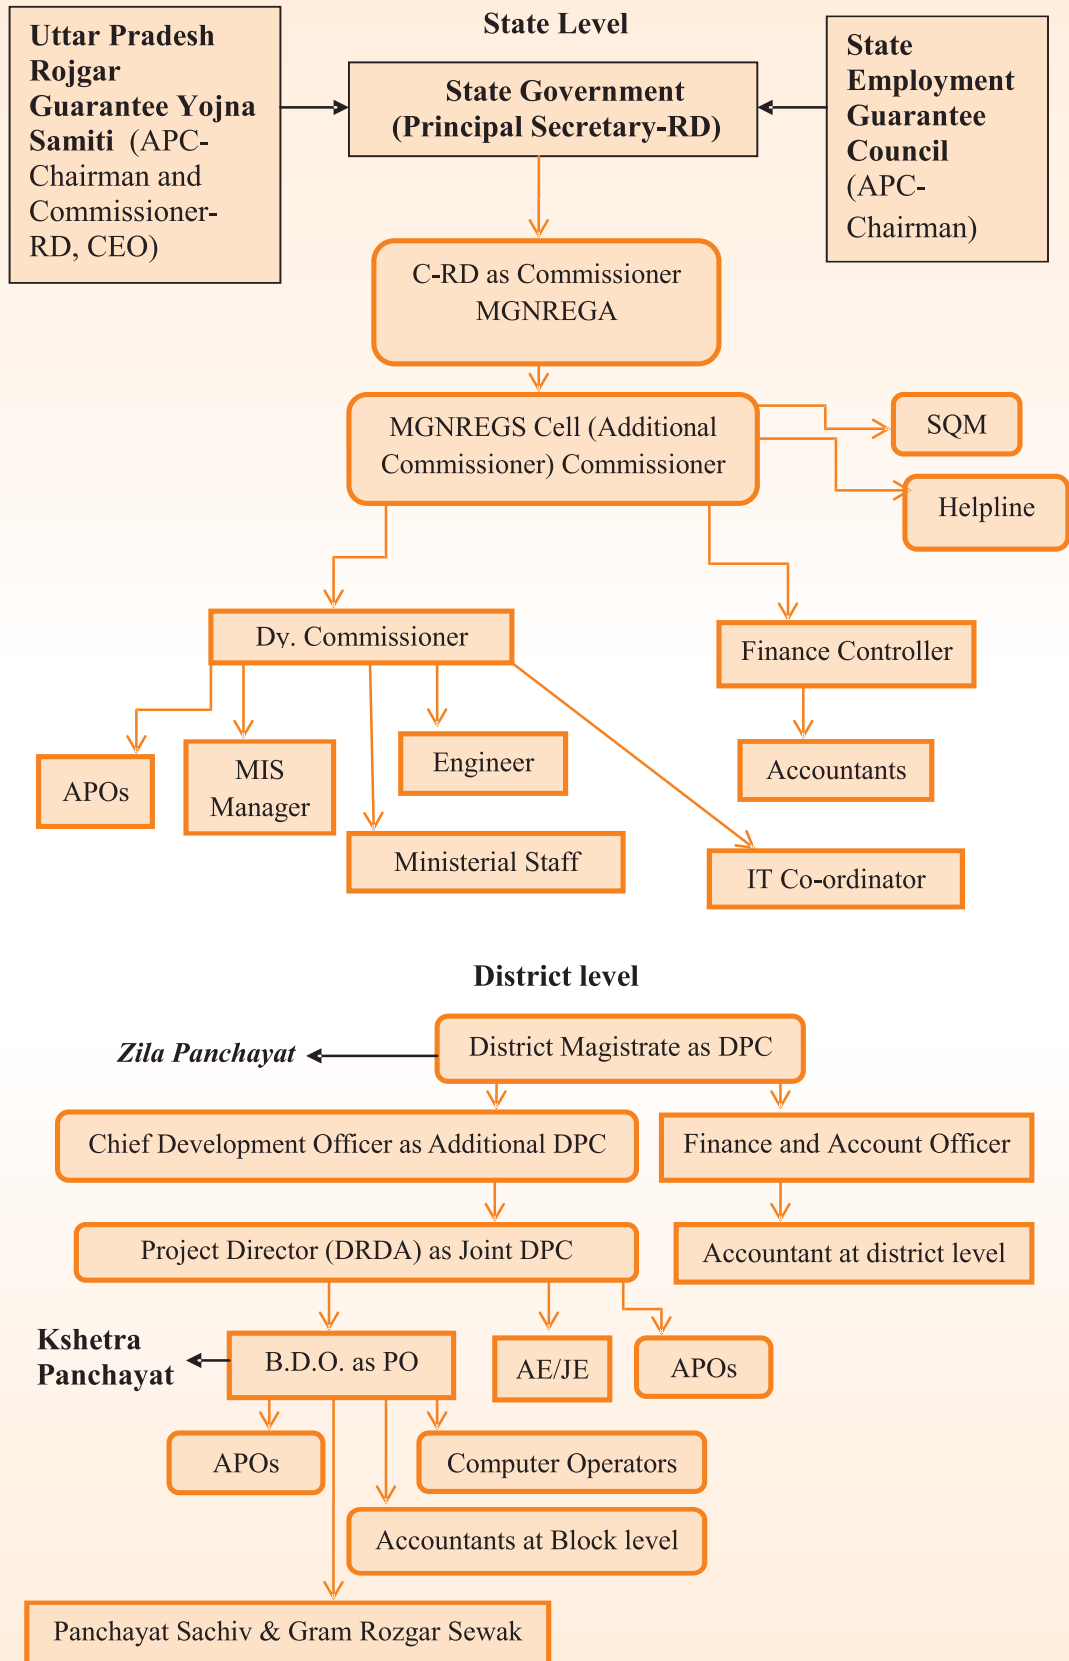 State Level
Uttar Pradesh
Rojgar
Guarantee Yojna
Samiti (APC-
Chairman and
Commissioner-
RD, CEO)
State Government
(Principal Secretary-RD)
State
Employment
Guarantee
Council
(APC-
Chairman)
C-RD as Commissioner
MGNREGA
MGNREGS Cell (Additional
Commissioner) Commissioner
SQM
Helpline
Dy. Commissioner
Finance Controller
APOs
MIS
Manager
Engineer
Accountants
Ministerial Staff
IT Co-ordinator
District level
Zila Panchayat
District Magistrate as DPC
Chief Development Officer as Additional DPC
Finance and Account Officer
Project Director (DRDA) as Joint DPC
Accountant at district level
Kshetra
Panchayat
B.D.O. as PO
AE/JE
APOs
APOs
Computer Operators
Accountants at Block level
Panchayat Sachiv & Gram Rozgar Sewak